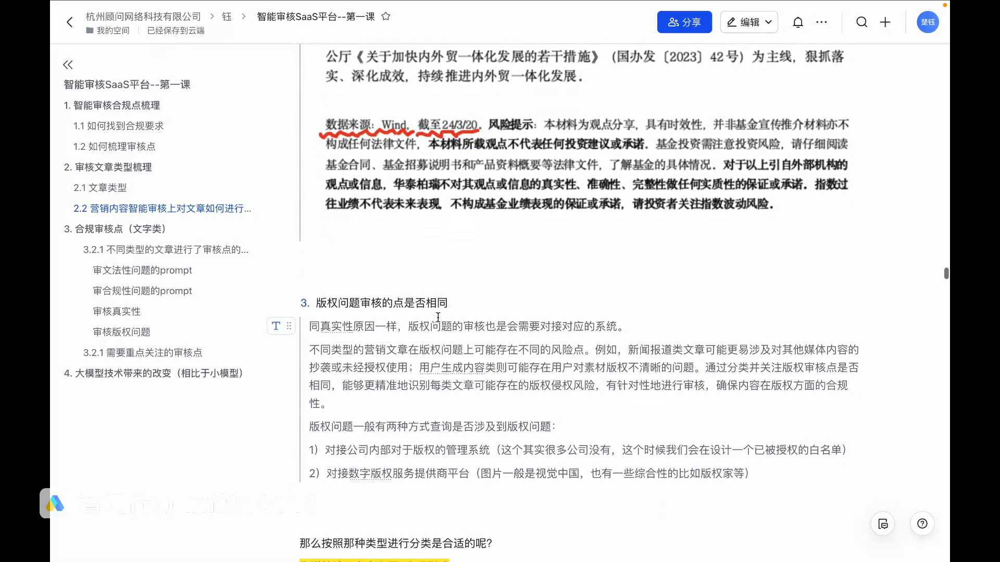 杭州顾问网络科技有限公司 > 钰 > 智能审核SaaS平台--第一课
我的空间 已经保存到云端
分享
编辑
楚钰
智能审核SaaS平台--第一课
1. 智能审核合规点梳理
1.1 如何找到合规要求
1.2 如何梳理审核点
2. 审核文章类型梳理
2.1 文章类型
2.2 营销内容智能审核上对文章如何进行...
3. 合规审核点（文字类）
3.2.1 不同类型的文章进行了审核点的...
审文法性问题的prompt
审合规性问题的prompt
审核真实性
审核版权问题
3.2.1 需要重点关注的审核点
4. 大模型技术带来的改变（相比于小模型）
公厅《关于加快内外贸一体化发展的若干措施》（国办发〔2023〕42号）为主线，狠抓落
实、深化成效，持续推进内外贸一体化发展．
数据来源：Wind，截至24/3/20．风险提示：本材料为观点分享，具有时效性，并非基金宣传推介材料亦不
构成任何法律文件，本材料所载观点不代表任何投资建议或承诺．基金投资需注意投资风险，请仔细阅读
基金合同、基金招募说明书和产品资料概要等法律文件，了解基金的具体情况．对于以上引自外部机构的
观点或信息，华泰柏瑞不对其观点或信息的真实性、准确性、完整性做任何实质性的保证或承诺．指数过
往业绩不代表未来表现，不构成基金业绩表现的保证或承诺，请投资者关注指数波动风险．
3. 版权问题审核的点是否相同
T
同真实性原因一样，版权问题的审核也是会需要对接对应的系统。
不同类型的营销文章在版权问题上可能存在不同的风险点。例如，新闻报道类文章可能更易涉及对其他媒体内容的
抄袭或未经授权使用；用户生成内容类则可能存在用户对素材版权不清晰的问题。通过分类并关注版权审核点是否
相同，能够更精准地识别每类文章可能存在的版权侵权风险，有针对性地进行审核，确保内容在版权方面的合规
性。
版权问题一般有两种方式查询是否涉及到版权问题：
1）对接公司内部对于版权的管理系统（这个其实很多公司没有，这个时候我们会在设计一个已被授权的白名单）
2）对接数字版权服务提供商平台（图片一般是视觉中国，也有一些综合性的比如版权家等）
那么按照那种类型进行分类是合适的呢？